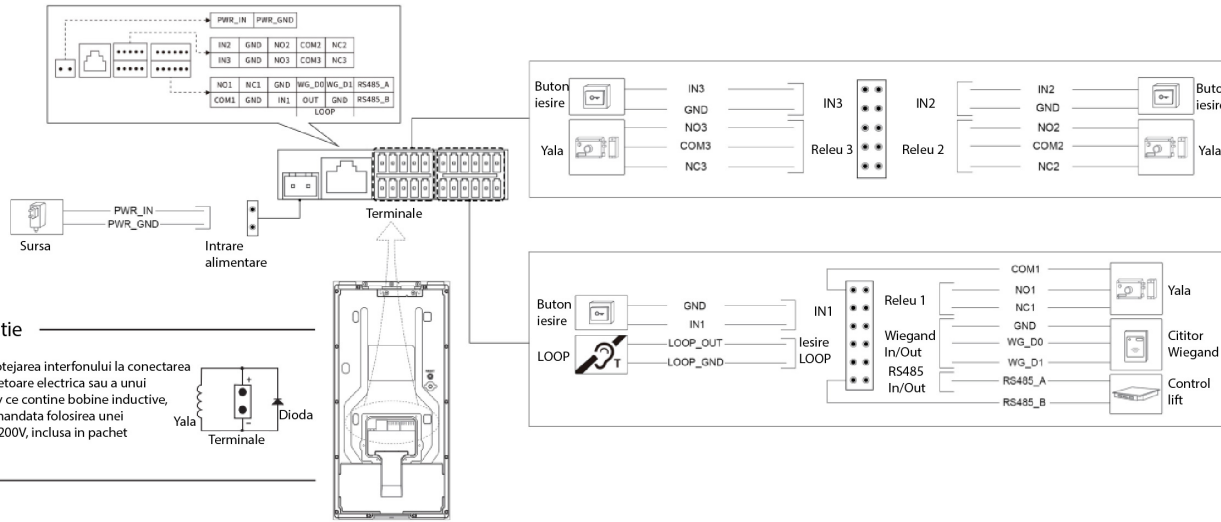 PWR_IN PWR_GND
IN2 GND NO2 COM2 NC2
IN3 GND NO3 COM3 NC3
NO1 NC1 GND WG_D0 WG_D1 RS485_A
COM1 GND IN1 OUT GND RS485_B
LOOP
Terminale
Sursa
PWR_IN
PWR_GND
Intrare
alimentare
Buton
iesire
IN3
GND
IN3
Yala
NO3
COM3
NC3
Releu 3
IN2
IN2
GND
Releu 2
NO2
COM2
NC2
Yala
Buton
iesire
GND
IN1
IN1
LOOP
T
LOOP_OUT
LOOP_GND
Iesire
LOOP
COM1
Releu 1
NO1
NC1
Yala
Wiegand
In/Out
GND
WG_D0
WG_D1
Cititor
Wiegand
RS485
In/Out
RS485_A
RS485_B
Control
lift
tie
otejarea interfonului la conectarea
etoare electrica sau a unui
ce contine bobine inductive,
mandata folosirea unei
200V, inclusa in pachet
Yala
+
−
Dioda
Terminale